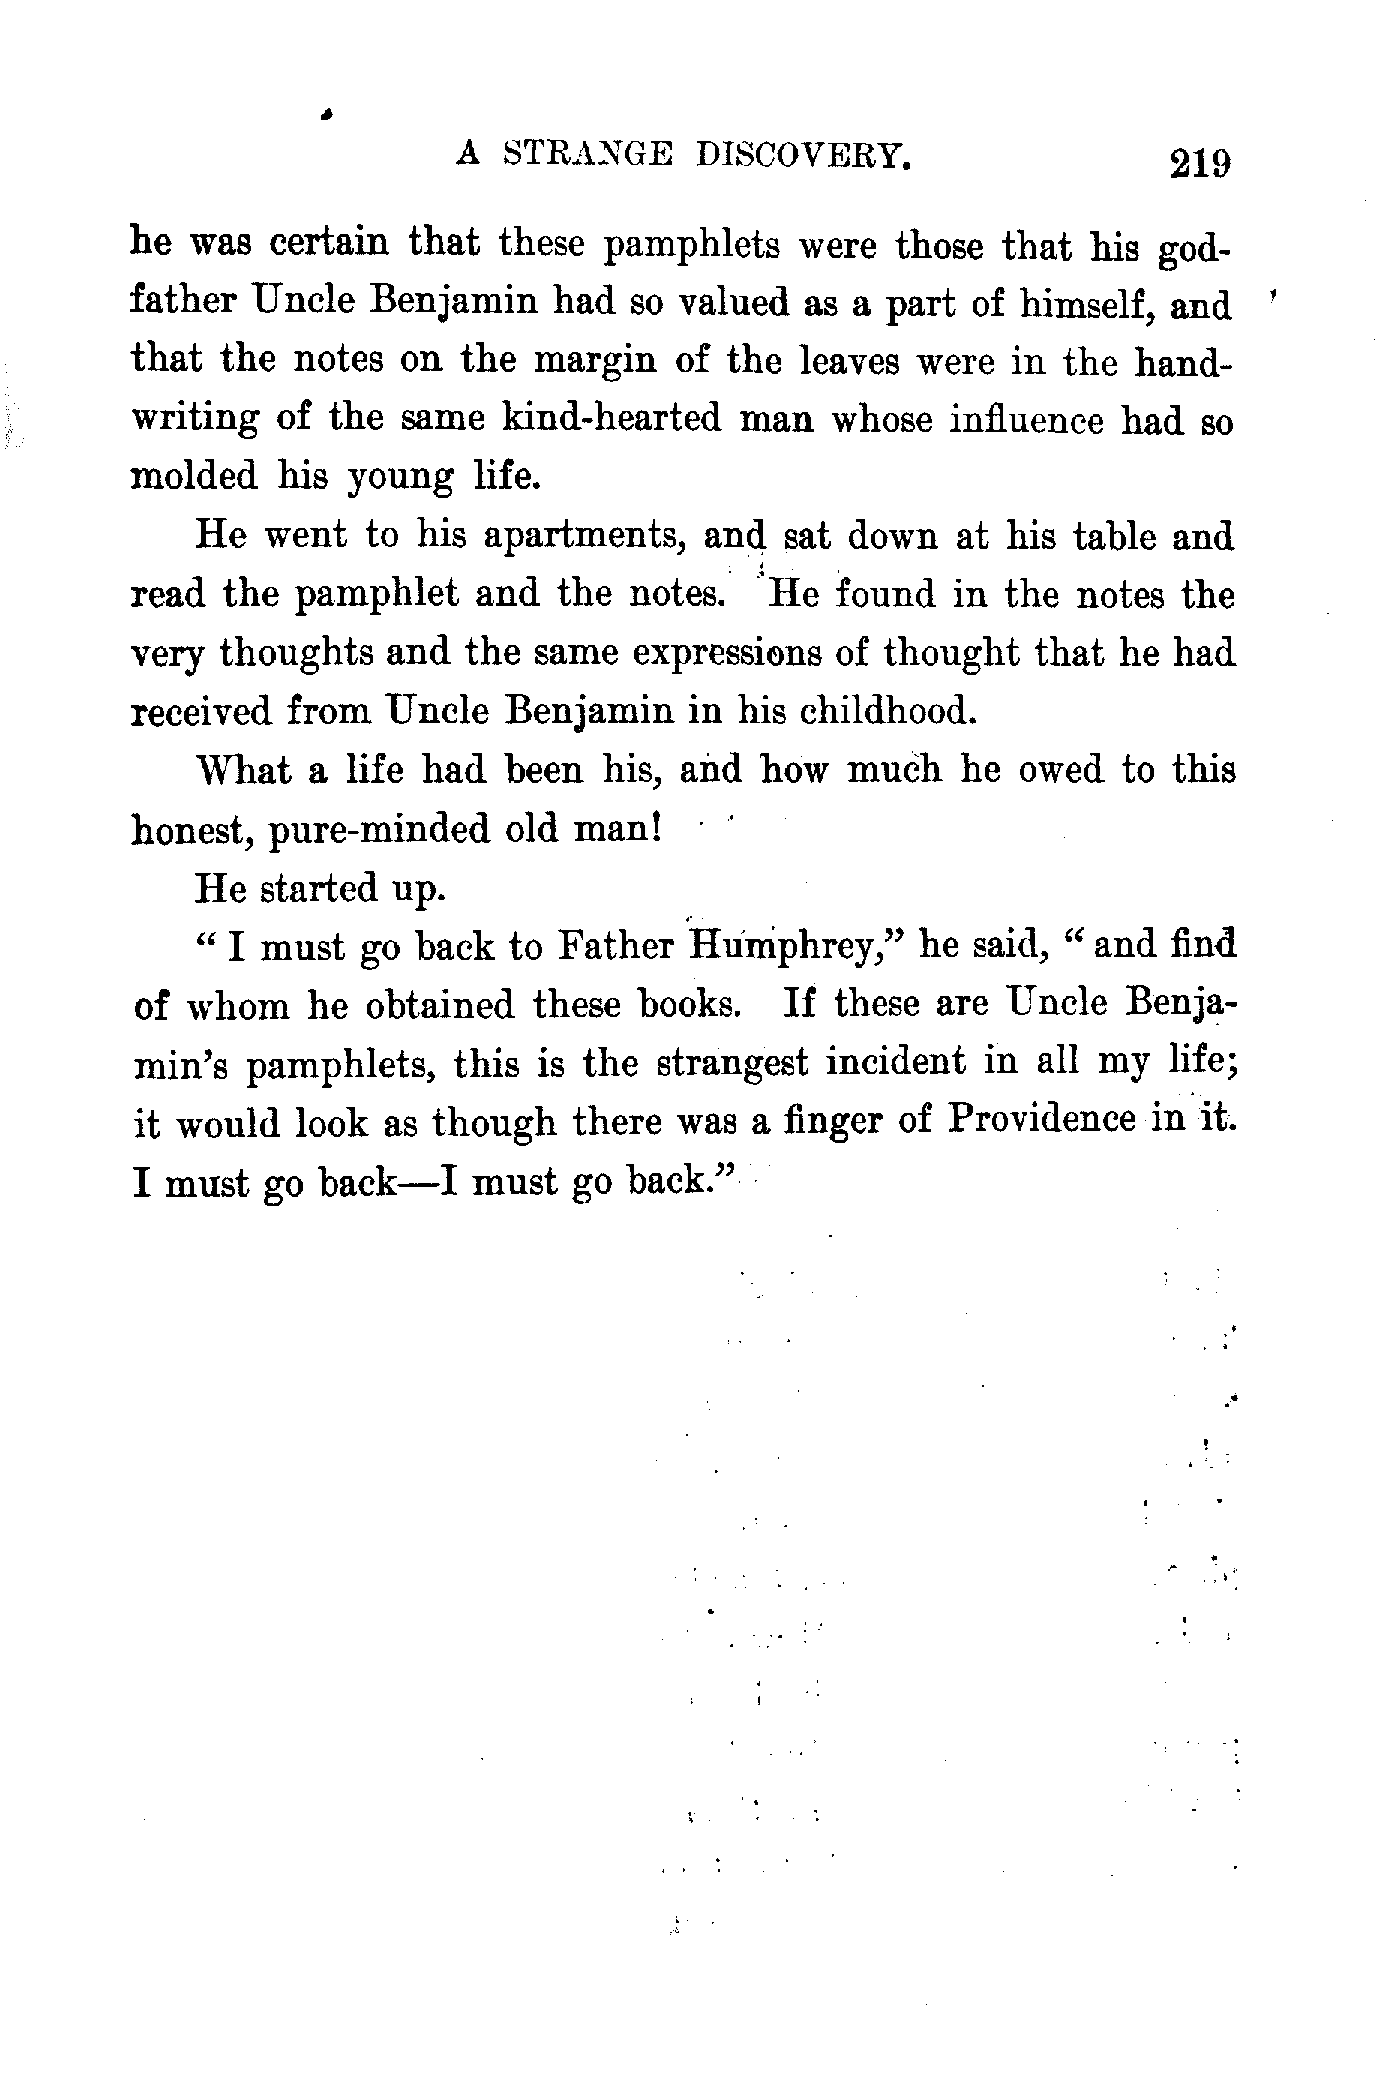 A STRANGE DISCOVERY. 219
he was certain that these pamphlets were those that his god-
father Uncle Benjamin had so valued as a part of himself, and
that the notes on the margin of the leaves were in the hand-
writing of the same kind-hearted man whose influence had so
molded his young life.
He went to his apartments, and sat down at his table and
read the pamphlet and the notes. He found in the notes the
very thoughts and the same expressions of thought that he had
received from Uncle Benjamin in his childhood.
What a life had been his, and how much he owed to this
honest, pure-minded old man!
He started up.
“ I must go back to Father Humphrey,” he said, “ and find
of whom he obtained these books. If these are Uncle Benja-
min’s pamphlets, this is the strangest incident in all my life;
it would look as though there was a finger of Providence in it.
I must go back—I must go back.”